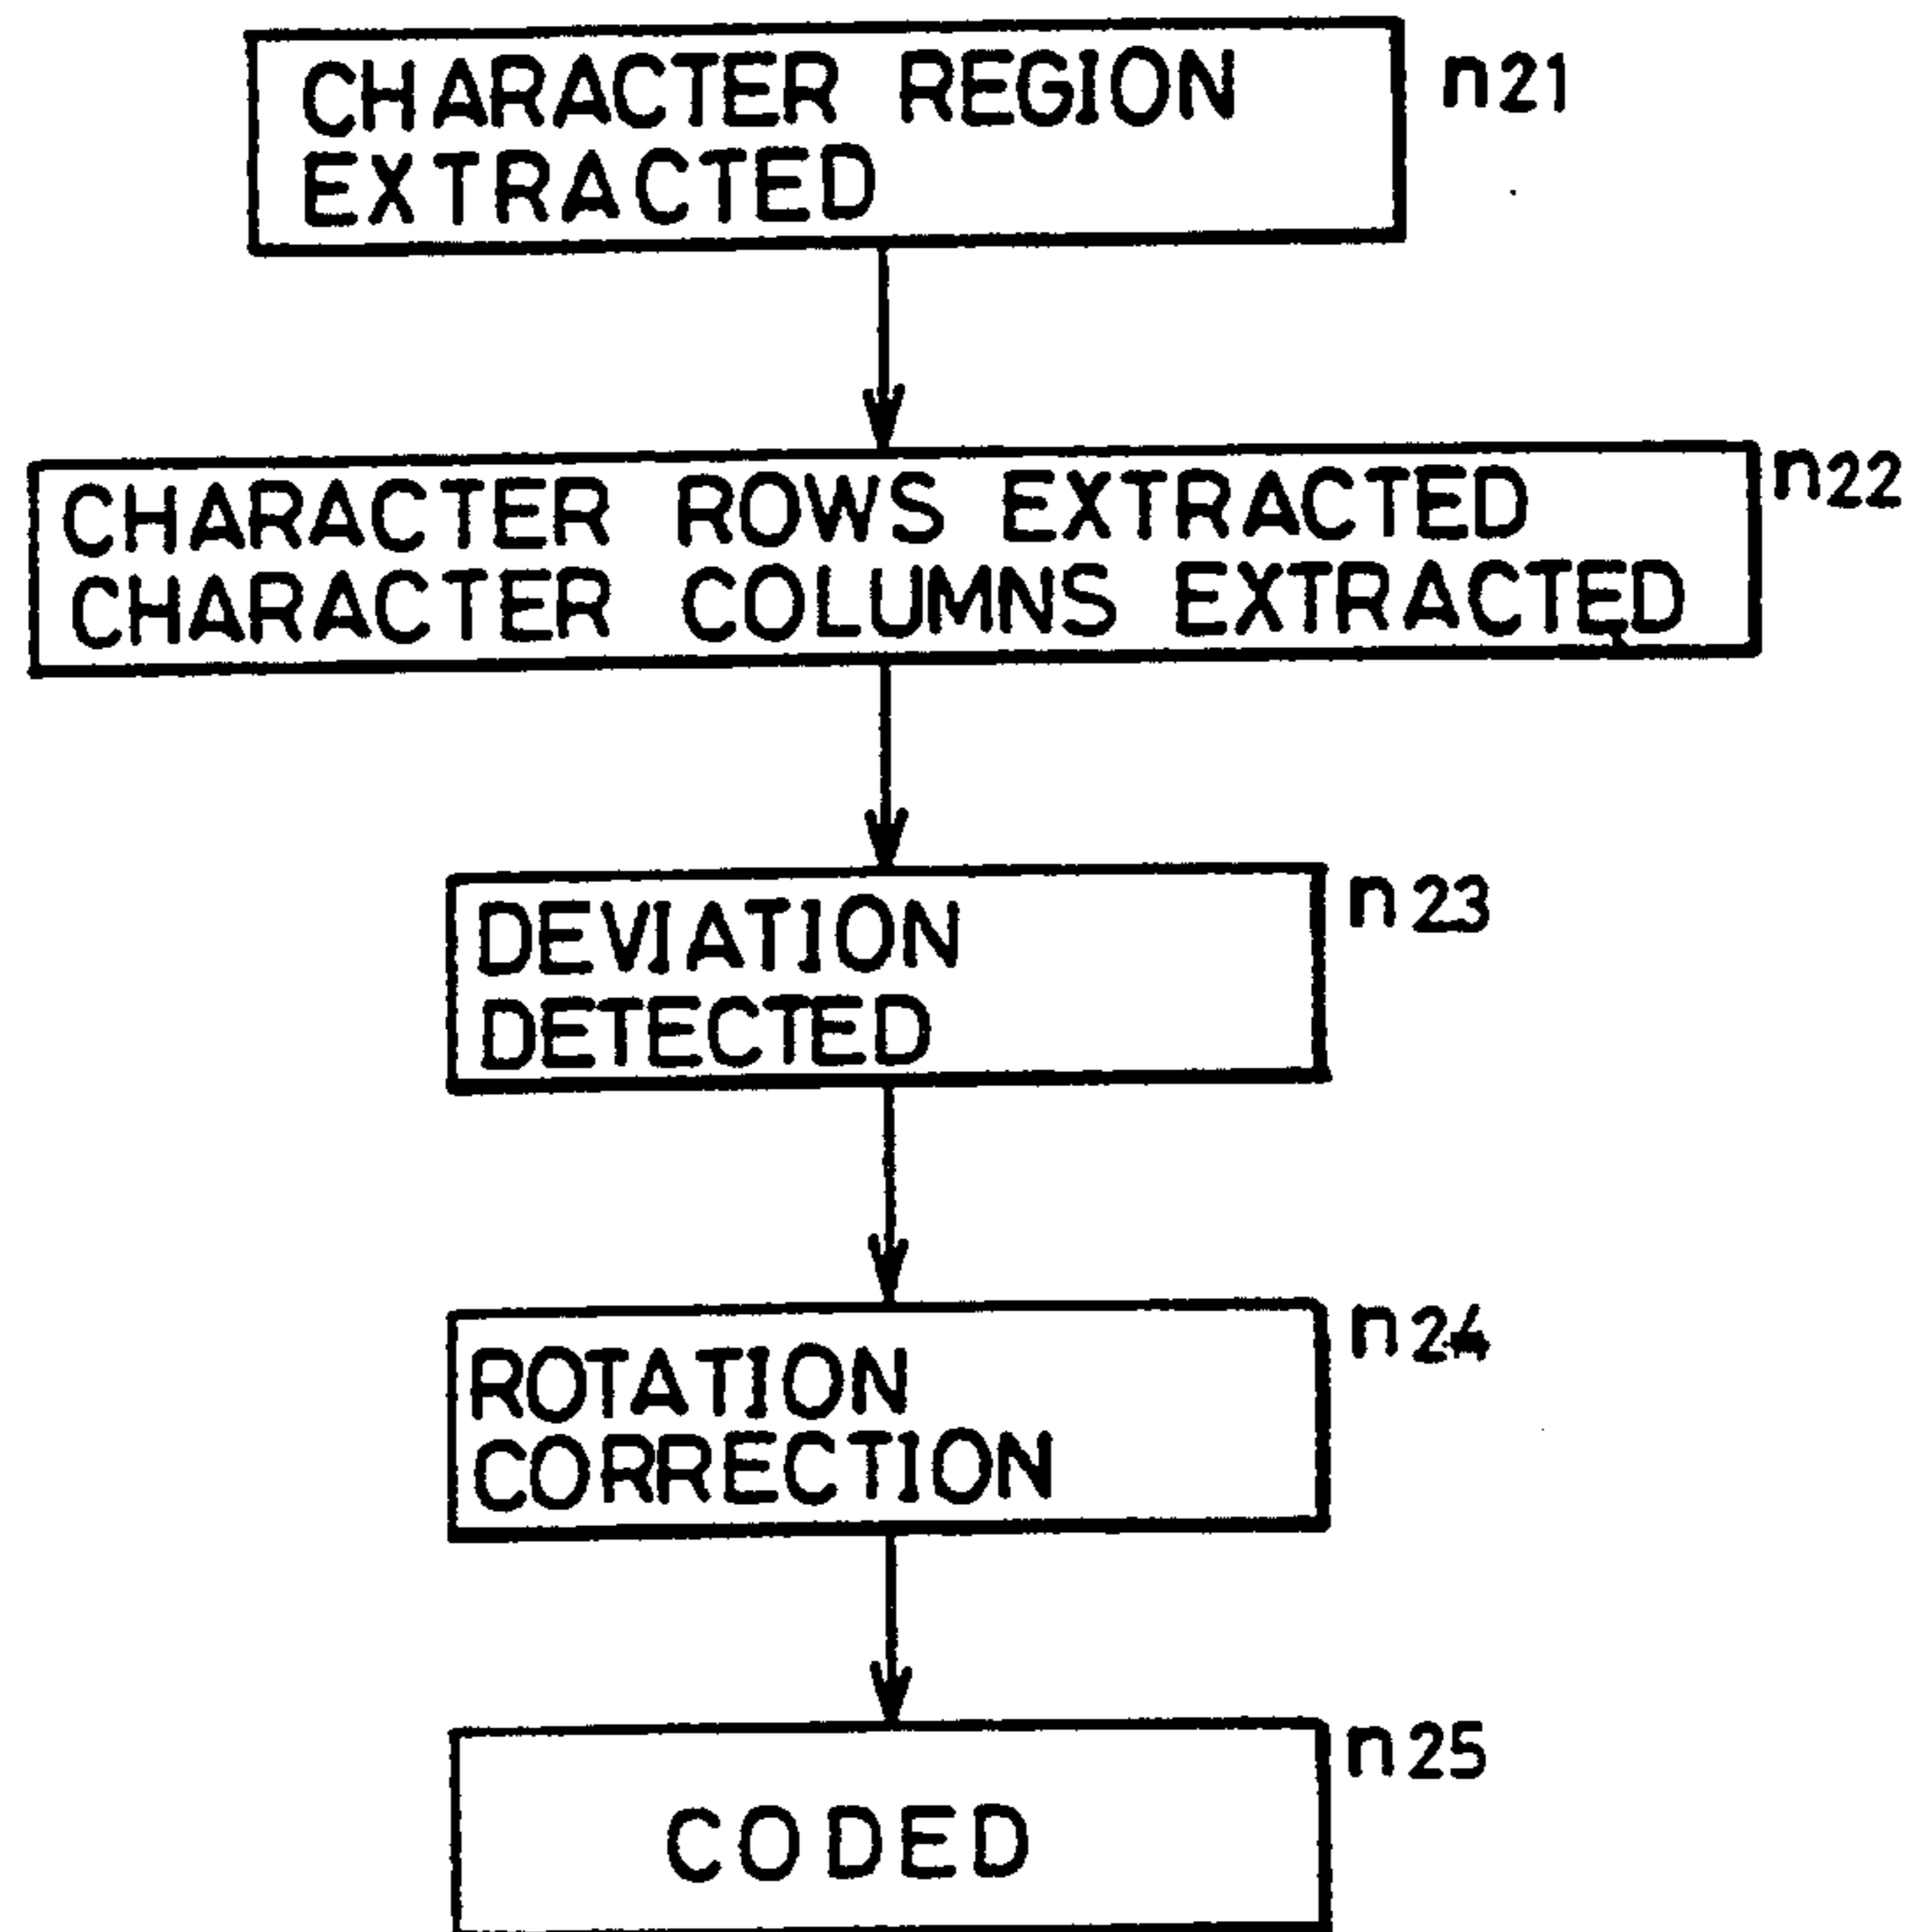 CHARACTER REGION
EXTRACTED
n21
CHARACTER ROWS EXTRACTED
CHARACTER COLUMNS EXTRACTED
n22
DEVIATION
DETECTED
n23
ROTATION
CORRECTION
n24
CODED
n25